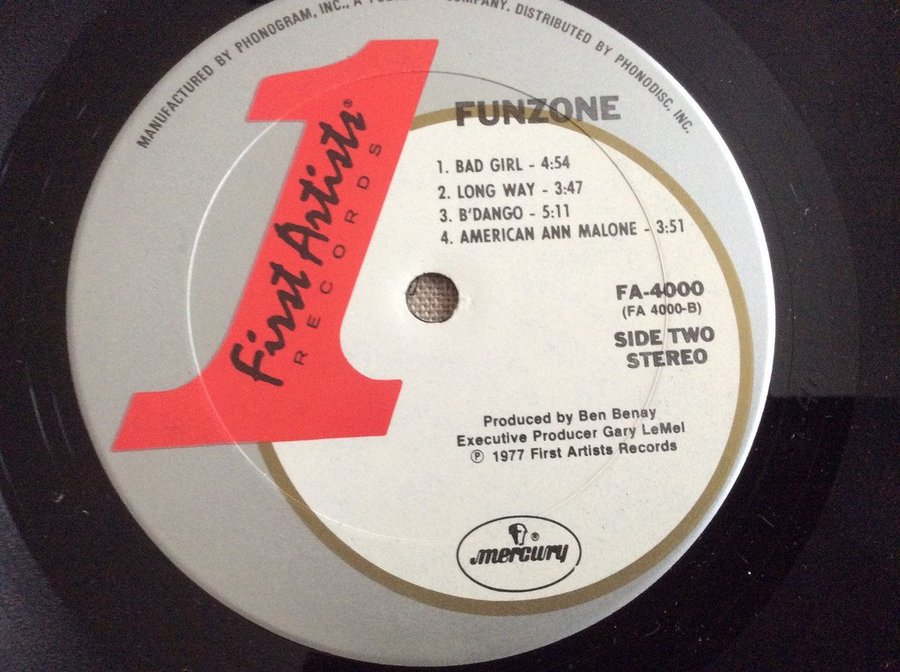 MANUFACTURED BY PHONOGRAM, INC., A COMPANY. DISTRIBUTED BY PHONODISC, INC.
1
First Artists®
RECORDS
FUNZONE
1. BAD GIRL - 4:54
2. LONG WAY - 3:47
3. B'DANGO - 5:11
4. AMERICAN ANN MALONE - 3:51
FA-4000
(FA 4000-B)
SIDE TWO
STEREO
Produced by Ben Benay
Executive Producer Gary LeMel
℗ 1977 First Artists Records
®
mercury